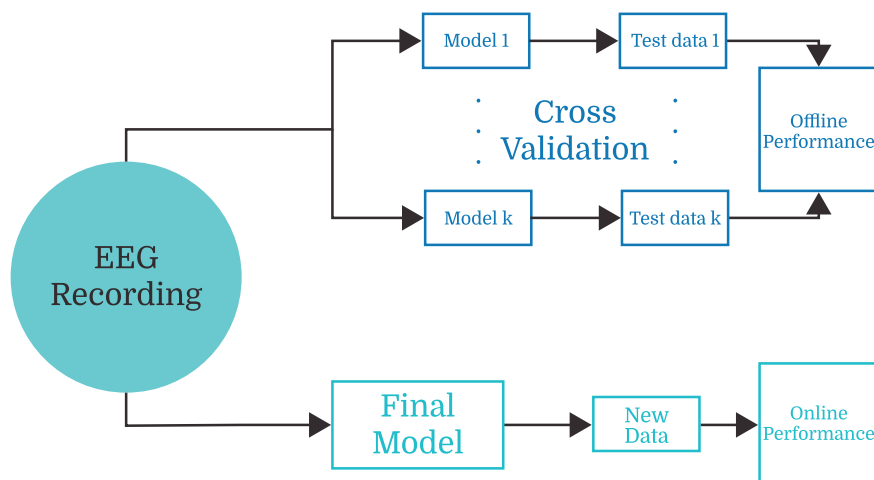 Model 1
Test data 1
Cross
Validation
Offline
Performance
Model k
Test data k
EEG
Recording
Final
Model
New
Data
Online
Performance